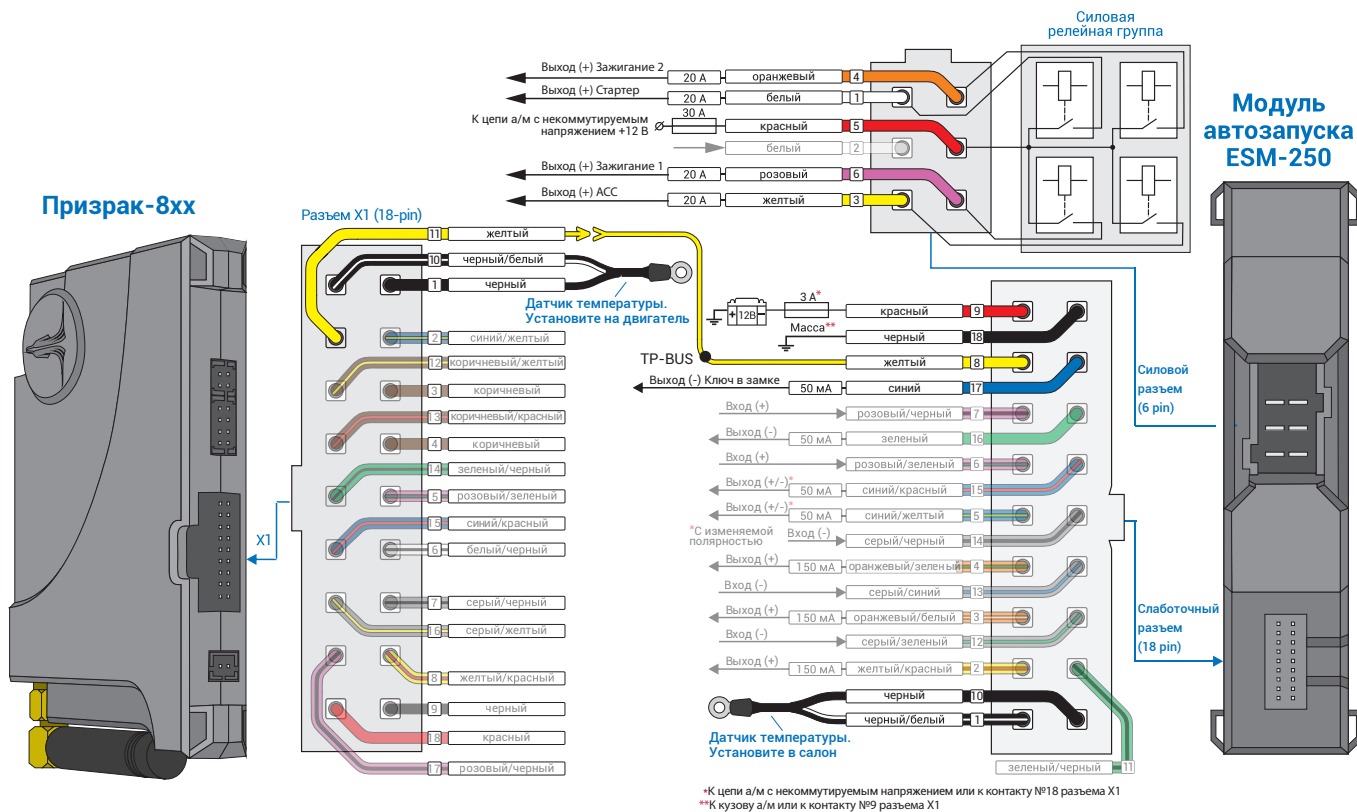 Силовая
релейная группа
Модуль
автозапуска
ESM-250
Выход (+) Зажигание 2
20 А
оранжевый
4
Выход (+) Стартер
20 А
белый
1
К цепи а/м с некоммутируемым
напряжением +12 В
30 А
красный
5
белый
2
Выход (+) Зажигание 1
20 А
розовый
6
Выход (+) АСС
20 А
желтый
3
Призрак-8хх
Разъем X1 (18-pin)
11
желтый
10
черный/белый
1
черный
Датчик температуры.
Установите на двигатель
2
синий/желтый
12
коричневый/желтый
3
коричневый
13
коричневый/красный
4
коричневый
14
зеленый/черный
5
розовый/зеленый
15
синий/красный
6
белый/черный
7
серый/черный
16
серый/желтый
8
желтый/красный
9
черный
18
красный
17
розовый/черный
X1
TP-BUS
+ 12В −
3 А*
красный
9
Масса**
черный
18
желтый
8
Выход (-) Ключ в замке
50 мА
синий
17
Вход (+)
розовый/черный
7
Выход (-)
50 мА
зеленый
16
Вход (+)
розовый/зеленый
6
Выход (+/-)*
50 мА
синий/красный
15
Выход (+/-)*
50 мА
синий/желтый
5
*С изменяемой
полярностью
Вход (-)
серый/черный
14
Выход (+)
150 мА
оранжевый/зеленый
4
Вход (-)
серый/синий
13
Выход (+)
150 мА
оранжевый/белый
3
Вход (-)
серый/зеленый
12
Выход (+)
150 мА
желтый/красный
2
черный
10
черный/белый
1
Датчик температуры.
Установите в салон
зеленый/черный
11
Силовой
разъем
(6 pin)
Слаботочный
разъем
(18 pin)
*К цепи а/м с некоммутируемым напряжением или к контакту №18 разъема X1
**К кузову а/м или к контакту №9 разъема X1